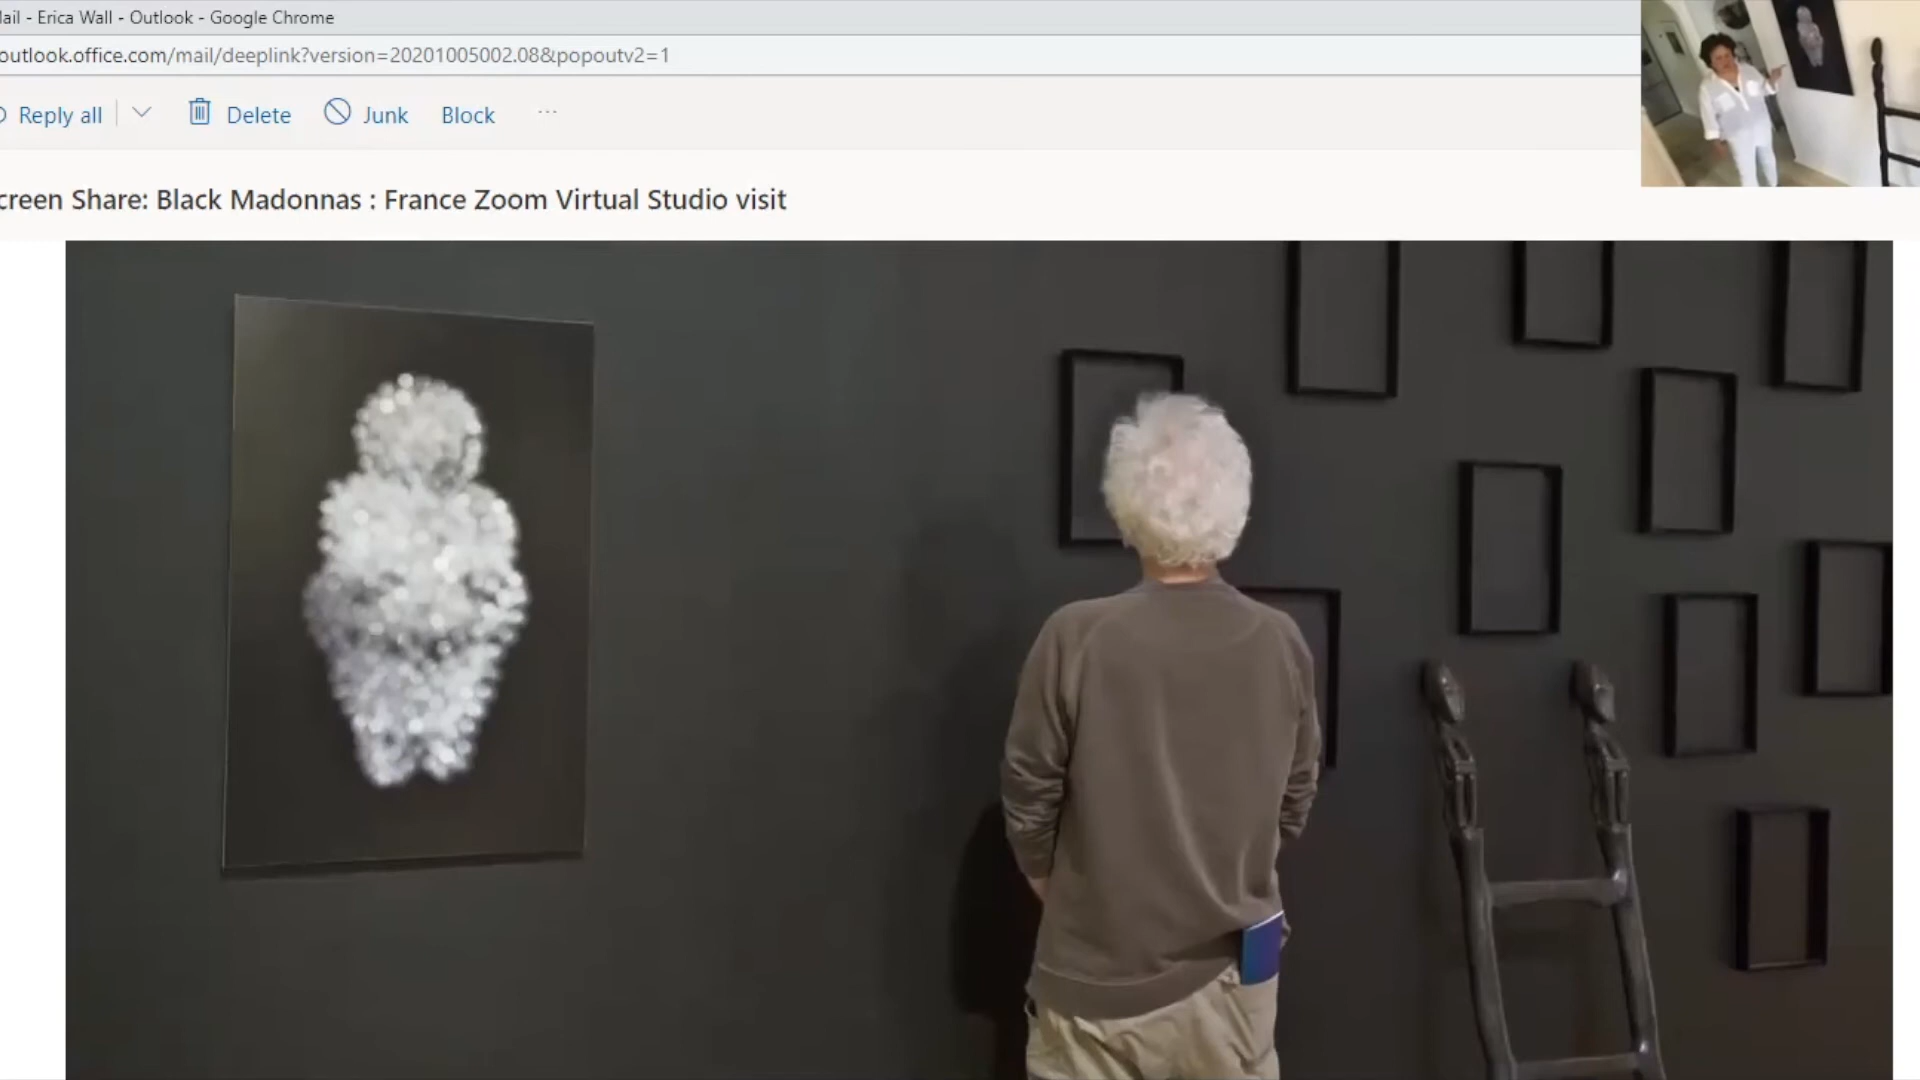 ail - Erica Wall - Outlook - Google Chrome
outlook.office.com/mail/deeplink?version=20201005002.08&popoutv2=1
Reply all Delete Junk Block ...
creen Share: Black Madonnas : France Zoom Virtual Studio visit